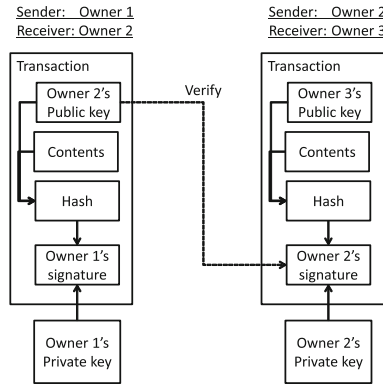 Sender: Owner 1
Receiver: Owner 2
Transaction
Owner 2's
Public key
Contents
Hash
Owner 1's
signature
Owner 1's
Private key
Verify
Sender: Owner 2
Receiver: Owner 3
Transaction
Owner 3's
Public key
Contents
Hash
Owner 2's
signature
Owner 2's
Private key